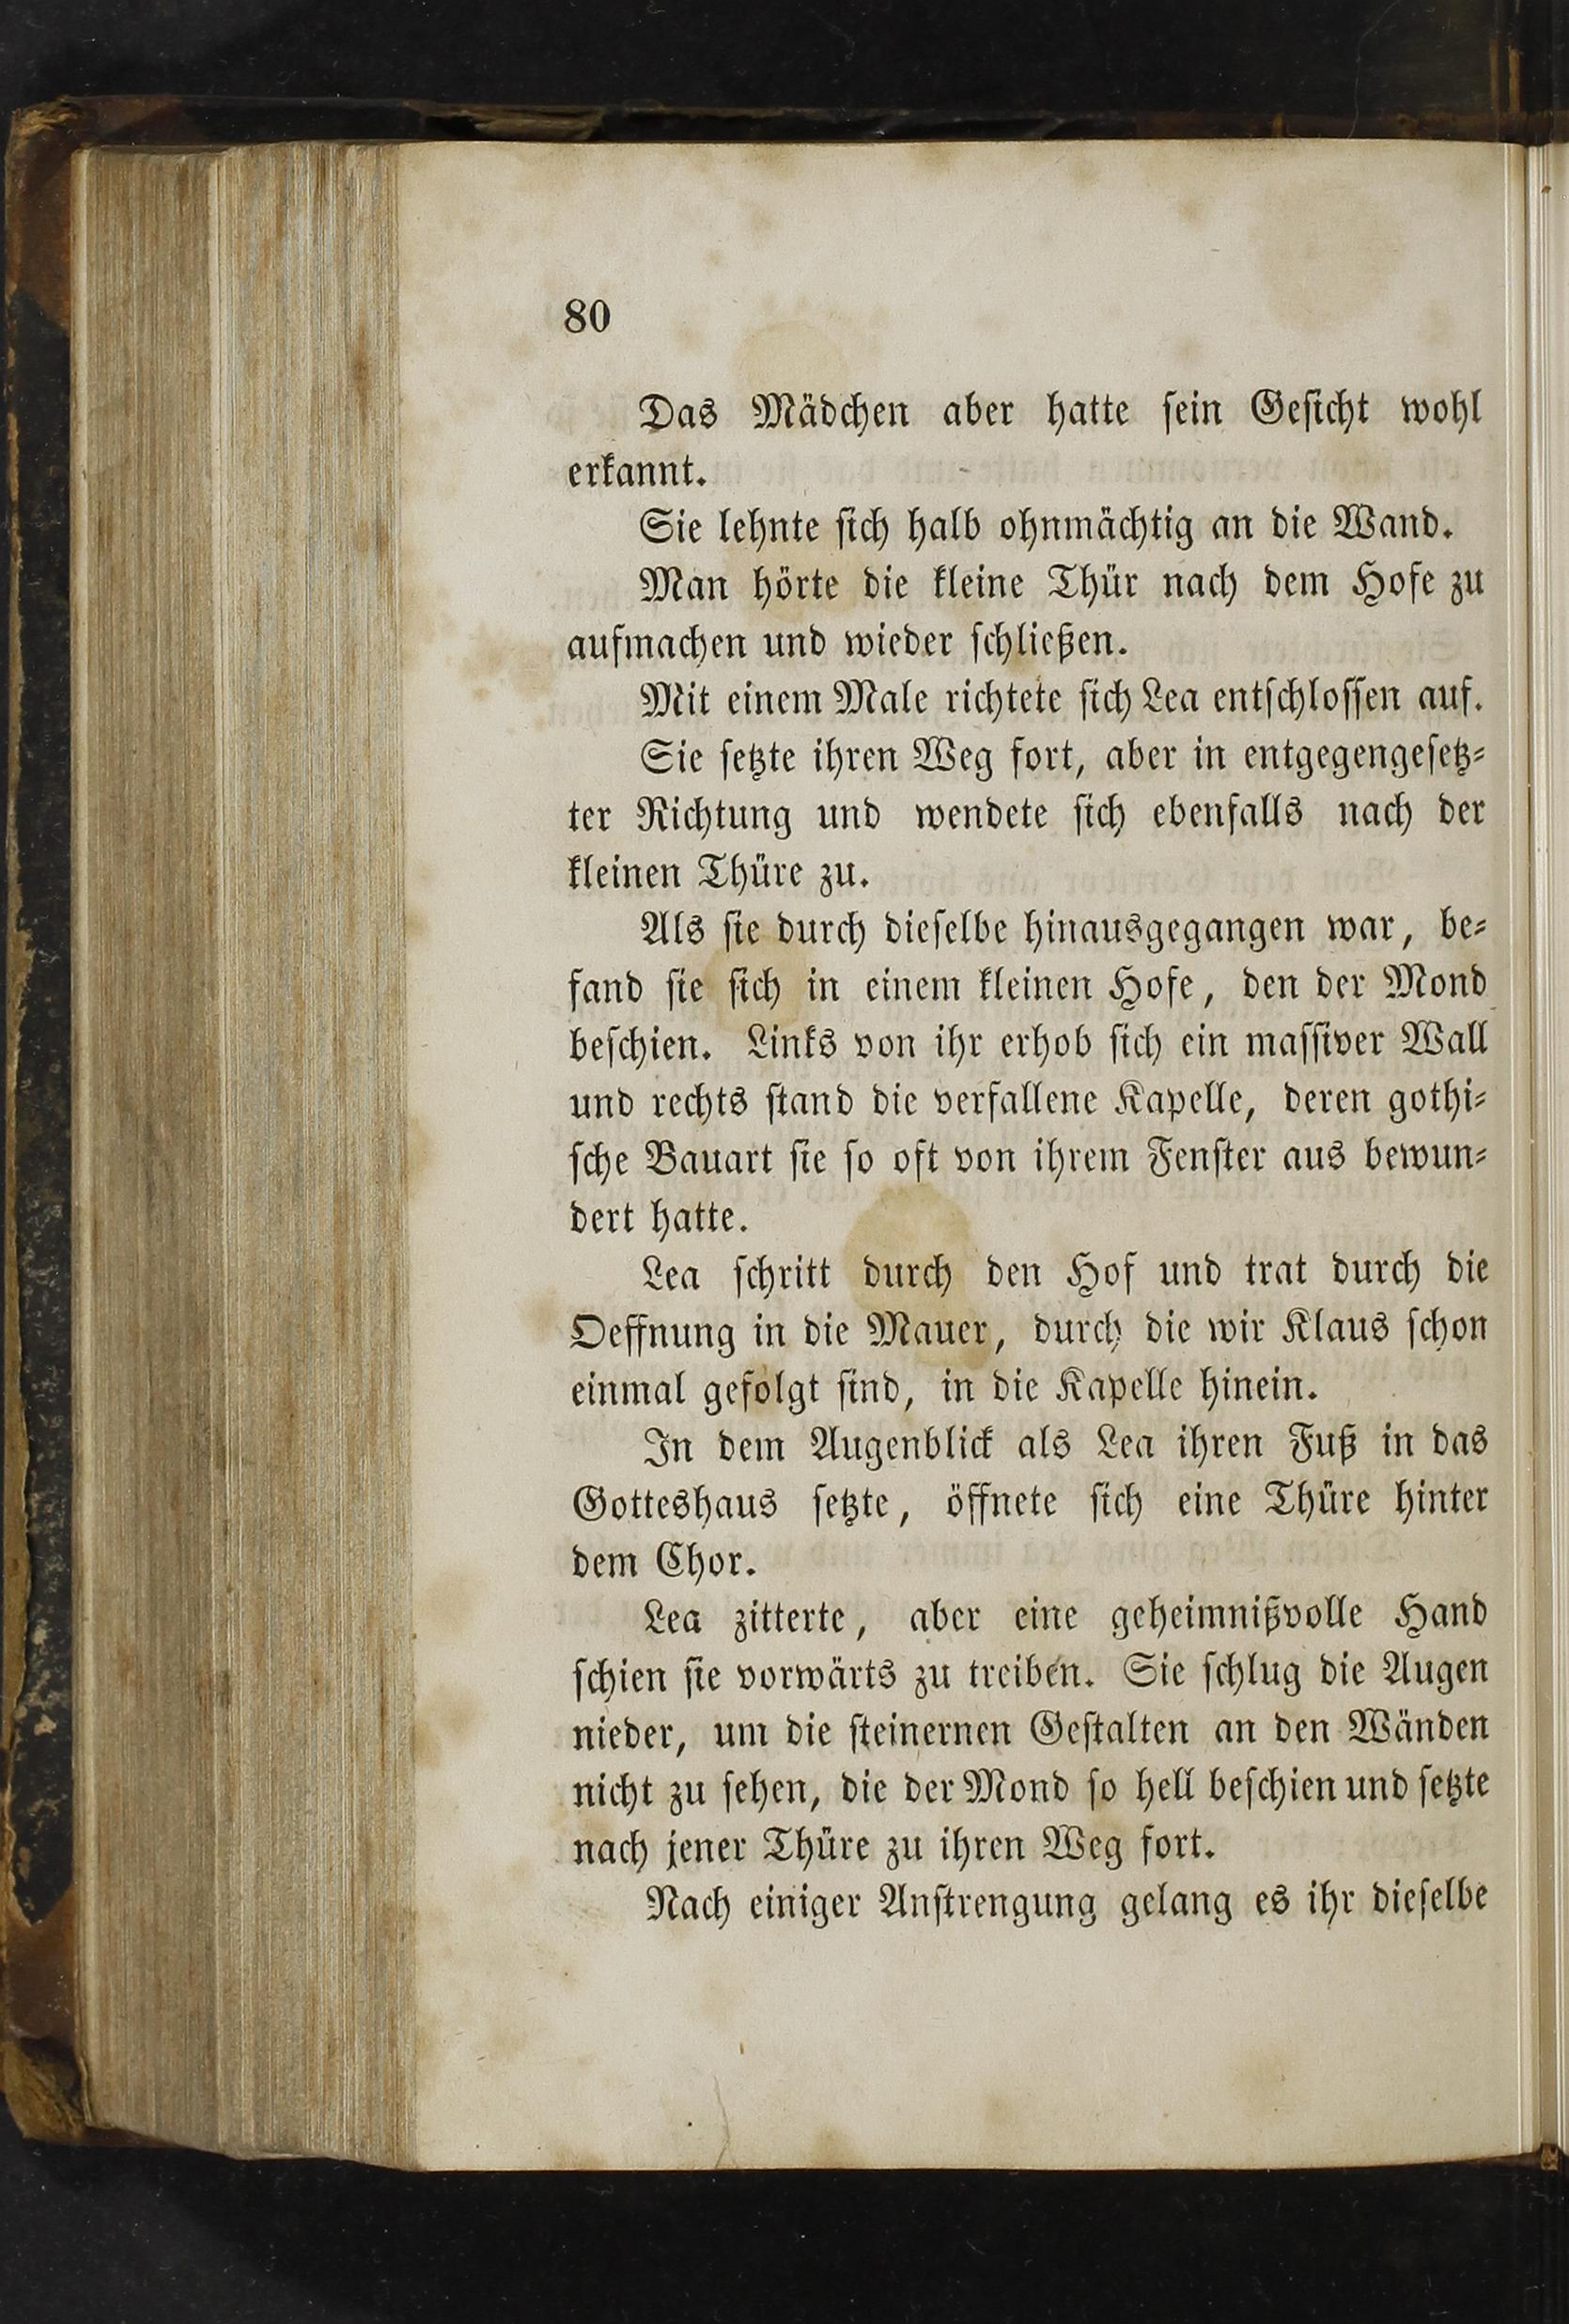 80
Das Mädchen aber hatte ſein Geſicht wohl
erkannt.
Sie lehnte ſich halb ohnmächtig an die Wand.
Man hörte die kleine Thür nach dem Hofe zu
aufmachen und wieder ſchließen.
Mit einem Male richtete ſich Lea entſchloſſen auf.
Sie ſetzte ihren Weg fort, aber in entgegengeſetz⸗
ter Richtung und wendete ſich ebenfalls nach der
kleinen Thüre zu.
Als ſie durch dieſelbe hinausgegangen war, be⸗
fand ſie ſich in einem kleinen Hofe, den der Mond
beſchien. Links von ihr erhob ſich ein maſſiver Wall
und rechts ſtand die verfallene Kapelle, deren gothi⸗
ſche Bauart ſie ſo oft von ihrem Fenſter aus bewun⸗
dert hatte.
Lea ſchritt durch den Hof und trat durch die
Oeffnung in die Mauer, durch die wir Klaus ſchon
einmal gefolgt ſind, in die Kapelle hinein.
In dem Augenblick als Lea ihren Fuß in das
Gotteshaus ſetzte, öffnete ſich eine Thüre hinter
dem Chor.
Lea zitterte, aber eine geheimnißvolle Hand
ſchien ſie vorwärts zu treiben. Sie ſchlug die Augen
nieder, um die ſteinernen Geſtalten an den Wänden
nicht zu ſehen, die der Mond ſo hell beſchien und ſetzte
nach jener Thüre zu ihren Weg fort.
Nach einiger Anſtrengung gelang es ihr dieſelbe